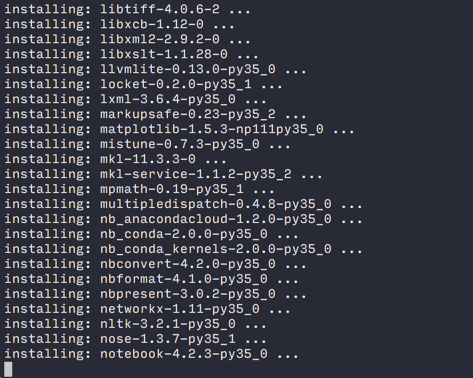 installing: libtiff-4.0.6-2 ...
installing: libxcb-1.12-0 ...
installing: libxml2-2.9.2-0 ...
installing: libxslt-1.1.28-0 ...
installing: llvmlite-0.13.0-py35_0 ...
installing: locket-0.2.0-py35_1 ...
installing: lxml-3.6.4-py35_0 ...
installing: markupsafe-0.23-py35_2 ...
installing: matplotlib-1.5.3-np111py35_0 ...
installing: mistune-0.7.3-py35_0 ...
installing: mkl-11.3.3-0 ...
installing: mkl-service-1.1.2-py35_2 ...
installing: mpmath-0.19-py35_1 ...
installing: multipledispatch-0.4.8-py35_0 ...
installing: nb_anacondacloud-1.2.0-py35_0 ...
installing: nb_conda-2.0.0-py35_0 ...
installing: nb_conda_kernels-2.0.0-py35_0 ...
installing: nbconvert-4.2.0-py35_0 ...
installing: nbformat-4.1.0-py35_0 ...
installing: nbpresent-3.0.2-py35_0 ...
installing: networkx-1.11-py35_0 ...
installing: nltk-3.2.1-py35_0 ...
installing: nose-1.3.7-py35_1 ...
installing: notebook-4.2.3-py35_0 ...